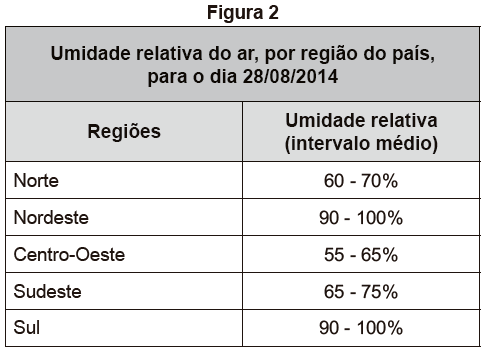 Figura 2
Umidade relativa do ar, por região do país,
para o dia 28/08/2014
Regiões
Umidade relativa
(intervalo médio)
Norte 60 - 70%
Nordeste 90 - 100%
Centro-Oeste 55 - 65%
Sudeste 65 - 75%
Sul 90 - 100%